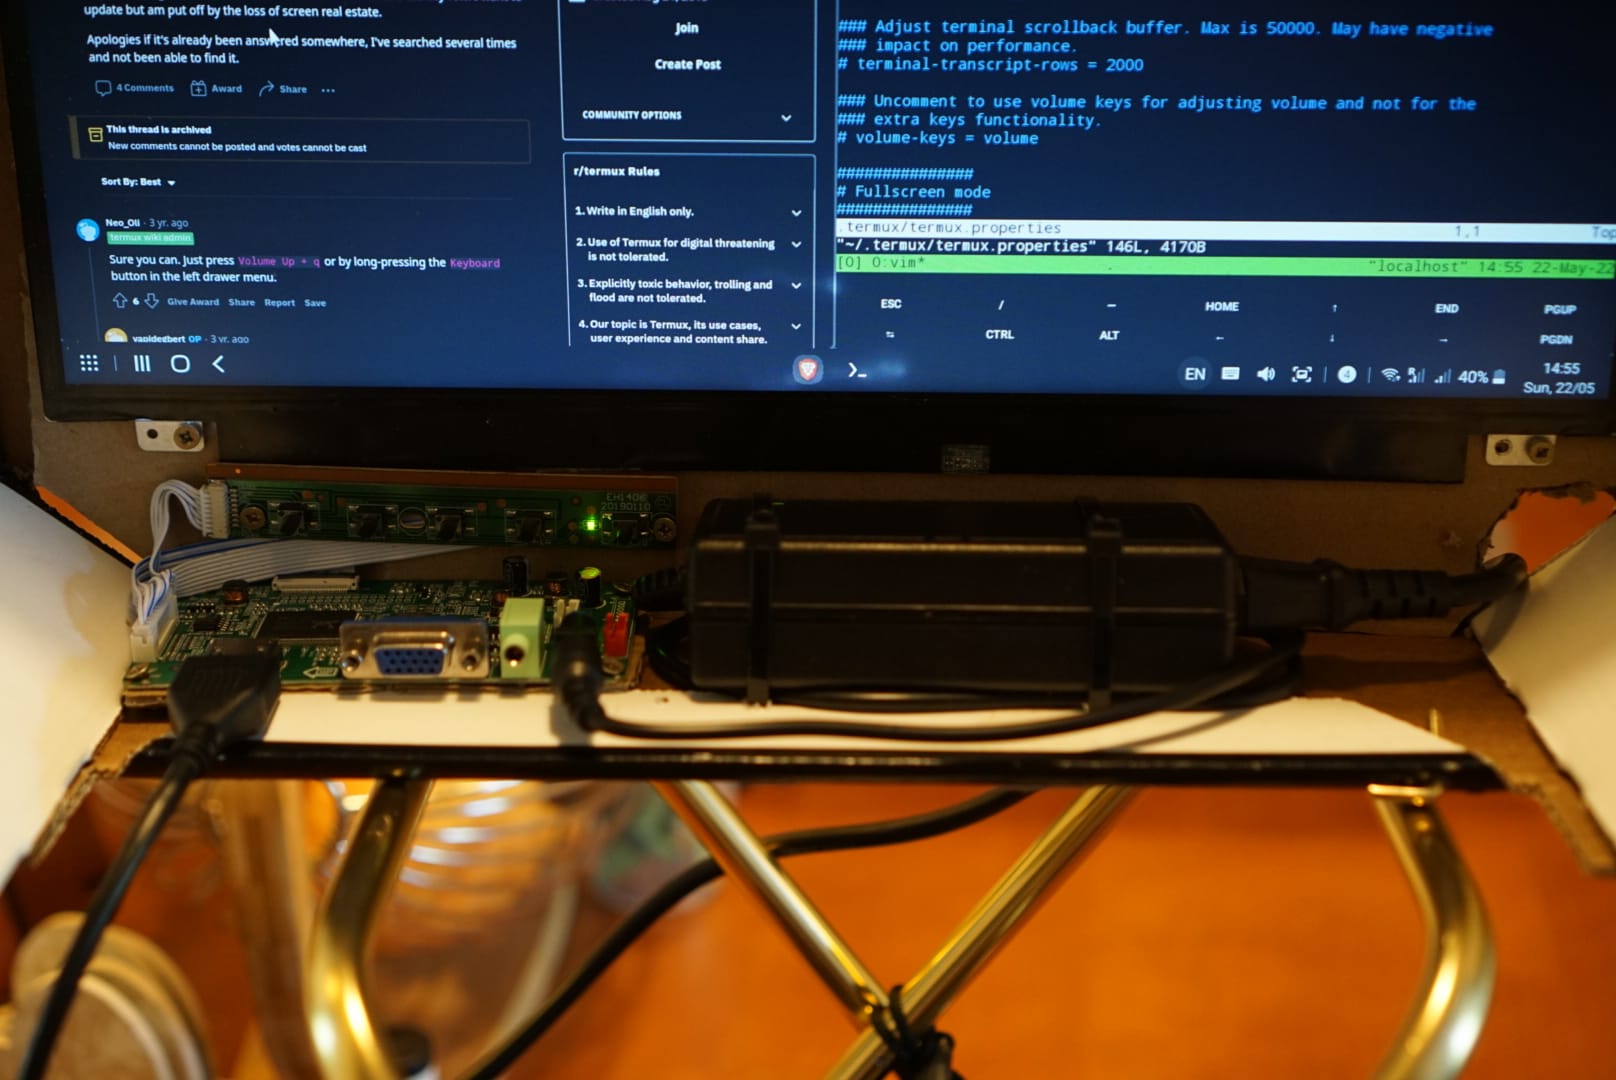 update but am put off by the loss of screen real estate.
Apologies if it's already been answered somewhere, I've searched several times
and not been able to find it.
4 Comments Award Share ...
This thread is archived
New comments cannot be posted and votes cannot be cast
Sort By: Best
Neo_Oli · 3 yr. ago
termux wiki admin
Sure you can. Just press Volume Up + q or by long-pressing the Keyboard
button in the left drawer menu.
6 Give Award Share Report Save
OP · 3 yr. ago
Join
Create Post
COMMUNITY OPTIONS
r/termux Rules
1. Write in English only.
2. Use of Termux for digital threatening
is not tolerated.
3. Explicitly toxic behavior, trolling and
flood are not tolerated.
4. Our topic is Termux, its use cases,
user experience and content share.
### Adjust terminal scrollback buffer. Max is 50000. May have negative
### impact on performance.
# terminal-transcript-rows = 2000
### Uncomment to use volume keys for adjusting volume and not for the
### extra keys functionality.
# volume-keys = volume
###############
# Fullscreen mode
###############
.termux/termux.properties 1,1 Top
"~/.termux/termux.properties" 146L, 4170B
[0] 0:vim* "localhost" 14:55 22-May-22
ESC / — HOME ↑ END PGUP
⇆ CTRL ALT ← ↓ → PGDN
>_ EN 4 40% 14:55
Sun, 22/05
EH1406
20190110